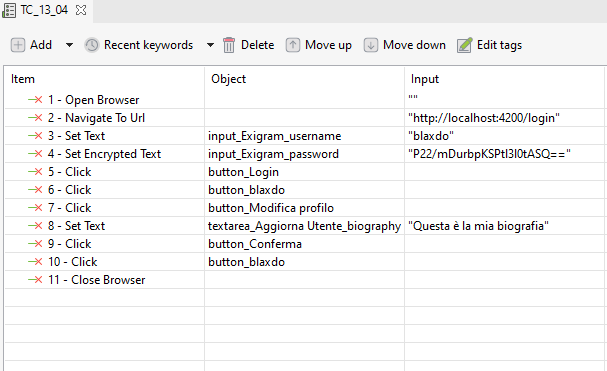 TC_13_04
Add Recent keywords Delete Move up Move down Edit tags
Item Object Input
1 - Open Browser ""
2 - Navigate To Url "http://localhost:4200/login"
3 - Set Text input_Exigram_username "blaxdo"
4 - Set Encrypted Text input_Exigram_password "P22/mDurbpKSPtI3I0tASQ=="
5 - Click button_Login
6 - Click button_blaxdo
7 - Click button_Modifica profilo
8 - Set Text textarea_Aggiorna Utente_biography "Questa è la mia biografia"
9 - Click button_Conferma
10 - Click button_blaxdo
11 - Close Browser